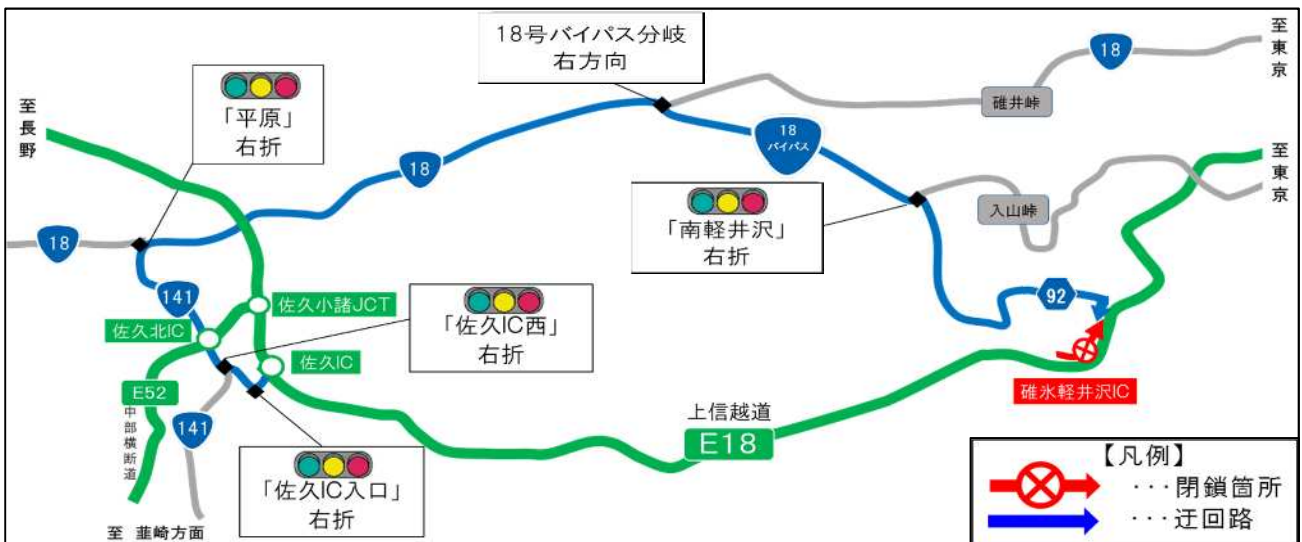 18号バイパス分岐
右方向
18
至東京
碓井峠
「平原」
右折
至長野
18
18
バイパス
至東京
「南軽井沢」
右折
入山峠
18
141
佐久小諸JCT
佐久北IC
「佐久IC西」
右折
佐久IC
92
碓氷軽井沢IC
E52
中部横断道
141
上信越道
E18
「佐久IC入口」
右折
至 韮崎方面
【凡例】
・・・閉鎖箇所
・・・迂回路